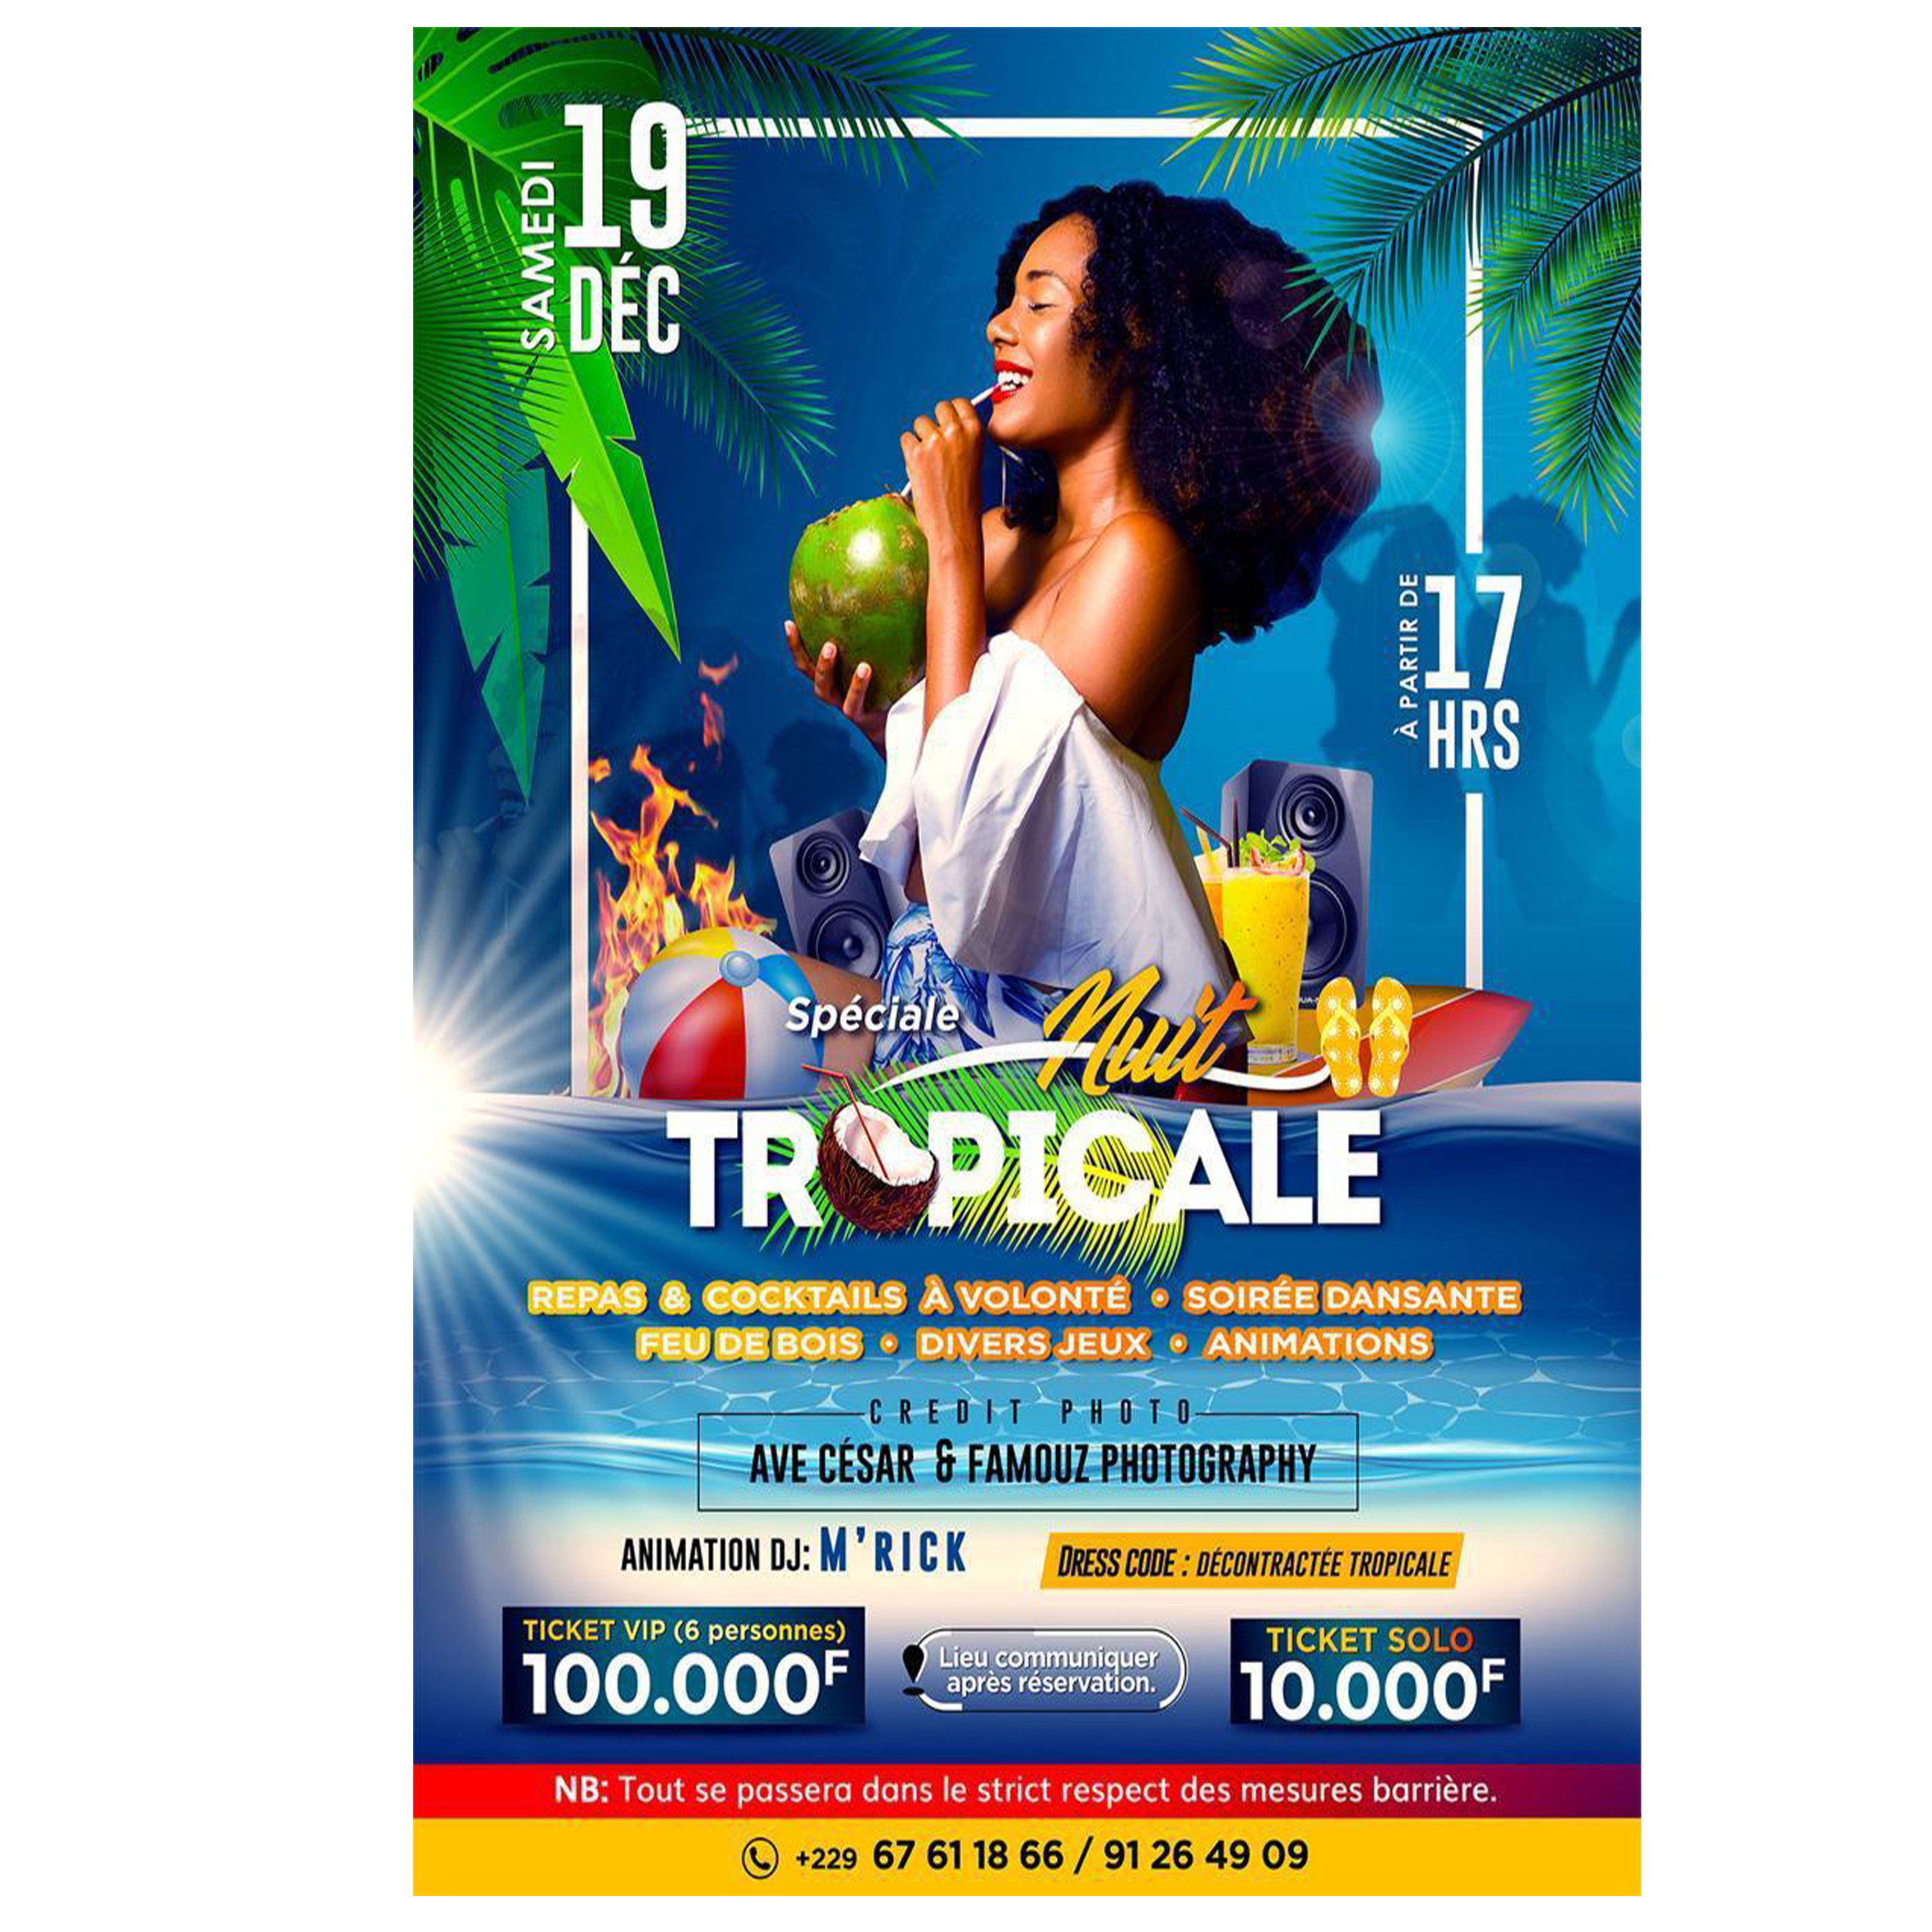 SAMEDI
19
DÉC
À PARTIR DE
17
HRS
Spéciale Nuit
TROPICALE
REPAS & COCKTAILS À VOLONTÉ • SOIRÉE DANSANTE
FEU DE BOIS • DIVERS JEUX • ANIMATIONS
CREDIT PHOTO
AVE CÉSAR & FAMOUZ PHOTOGRAPHY
ANIMATION DJ: M'RICK
DRESS CODE : DÉCONTRACTÉE TROPICALE
TICKET VIP (6 personnes)
100.000F
Lieu communiquer
après réservation.
TICKET SOLO
10.000F
NB: Tout se passera dans le strict respect des mesures barrière.
+229 67 61 18 66 / 91 26 49 09